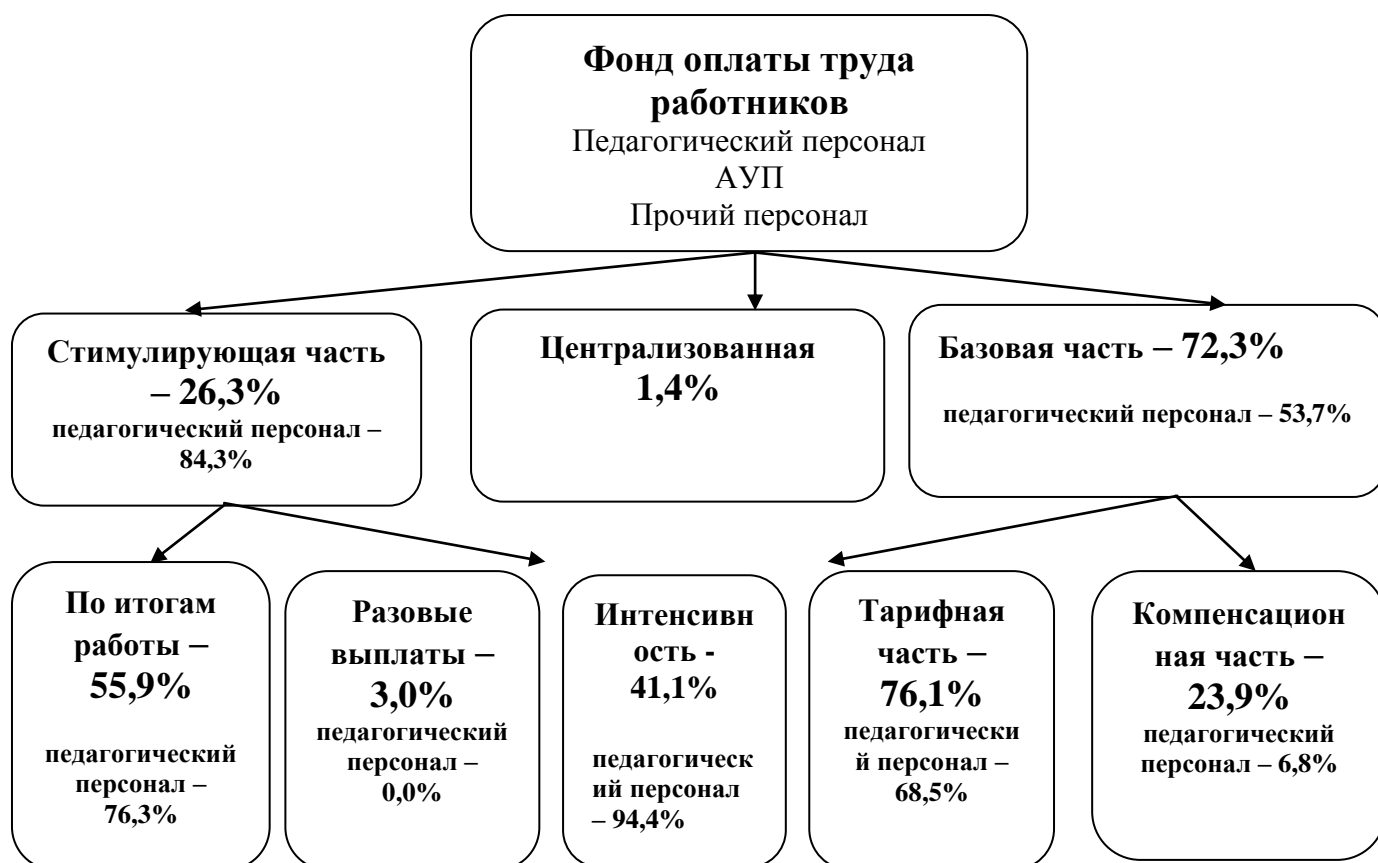 Фонд оплаты труда
работников
Педагогический персонал
АУП
Прочий персонал
Стимулирующая часть
– 26,3%
педагогический персонал –
84,3%
Централизованная
1,4%
Базовая часть – 72,3%
педагогический персонал – 53,7%
По итогам
работы –
55,9%
педагогический
персонал –
76,3%
Разовые
выплаты –
3,0%
педагогический
персонал –
0,0%
Интенсивн
ость -
41,1%
педагогическ
ий персонал
– 94,4%
Тарифная
часть –
76,1%
педагогически
й персонал –
68,5%
Компенсацион
ная часть –
23,9%
педагогический
персонал – 6,8%